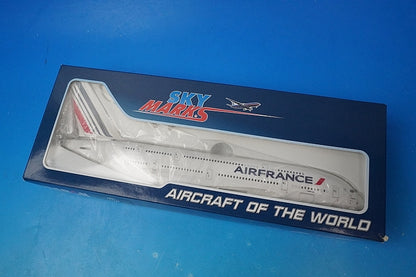 SKY
MARKS
AIRFRANCE
AIRCRAFT OF THE WORLD